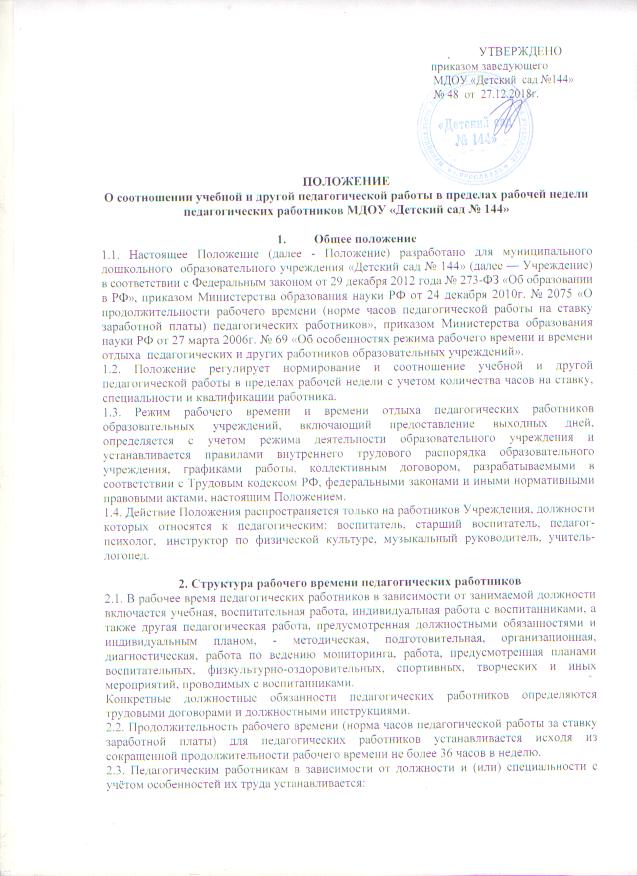 УТВЕРЖДЕНО
приказом заведующего
МДОУ «Детский сад №144»
№ 48 от 27.12.2018г.
«Детский сад
№ 144»
ПОЛОЖЕНИЕ
О соотношении учебной и другой педагогической работы в пределах рабочей недели
педагогических работников МДОУ «Детский сад № 144»
1. Общее положение
1.1. Настоящее Положение (далее - Положение) разработано для муниципального
дошкольного образовательного учреждения «Детский сад № 144» (далее — Учреждение)
в соответствии с Федеральным законом от 29 декабря 2012 года № 273-ФЗ «Об образовании
в РФ», приказом Министерства образования науки РФ от 24 декабря 2010г. № 2075 «О
продолжительности рабочего времени (норме часов педагогической работы на ставку
заработной платы) педагогических работников», приказом Министерства образования
науки РФ от 27 марта 2006г. № 69 «Об особенностях режима рабочего времени и времени
отдыха педагогических и других работников образовательных учреждений».
1.2. Положение регулирует нормирование и соотношение учебной и другой
педагогической работы в пределах рабочей недели с учетом количества часов на ставку,
специальности и квалификации работника.
1.3. Режим рабочего времени и времени отдыха педагогических работников
образовательных учреждений, включающий предоставление выходных дней,
определяется с учетом режима деятельности образовательного учреждения и
устанавливается правилами внутреннего трудового распорядка образовательного
учреждения, графиками работы, коллективным договором, разрабатываемыми в
соответствии с Трудовым кодексом РФ, федеральными законами и иными нормативными
правовыми актами, настоящим Положением.
1.4. Действие Положения распространяется только на работников Учреждения, должности
которых относятся к педагогическим: воспитатель, старший воспитатель, педагог-
психолог, инструктор по физической культуре, музыкальный руководитель, учитель-
логопед.
2. Структура рабочего времени педагогических работников
2.1. В рабочее время педагогических работников в зависимости от занимаемой должности
включается учебная, воспитательная работа, индивидуальная работа с воспитанниками, а
также другая педагогическая работа, предусмотренная должностными обязанностями и
индивидуальным планом, - методическая, подготовительная, организационная,
диагностическая, работа по ведению мониторинга, работа, предусмотренная планами
воспитательных, физкультурно-оздоровительных, спортивных, творческих и иных
мероприятий, проводимых с воспитанниками.
Конкретные должностные обязанности педагогических работников определяются
трудовыми договорами и должностными инструкциями.
2.2. Продолжительность рабочего времени (норма часов педагогической работы за ставку
заработной платы) для педагогических работников устанавливается исходя из
сокращенной продолжительности рабочего времени не более 36 часов в неделю.
2.3. Педагогическим работникам в зависимости от должности и (или) специальности с
учётом особенностей их труда устанавливается: